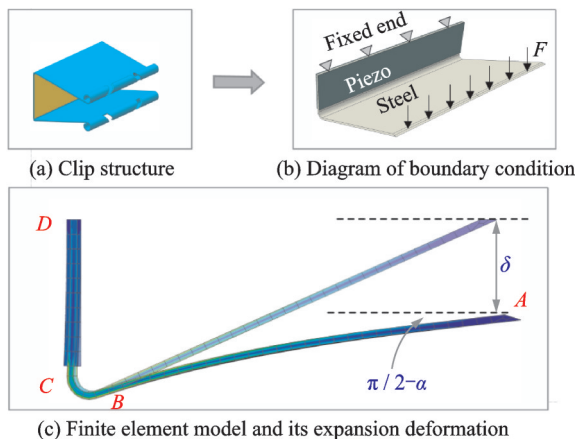 Fixed end
F
Piezo
Steel
(a) Clip structure
(b) Diagram of boundary condition
D
δ
A
π / 2-α
C
B
(c) Finite element model and its expansion deformation